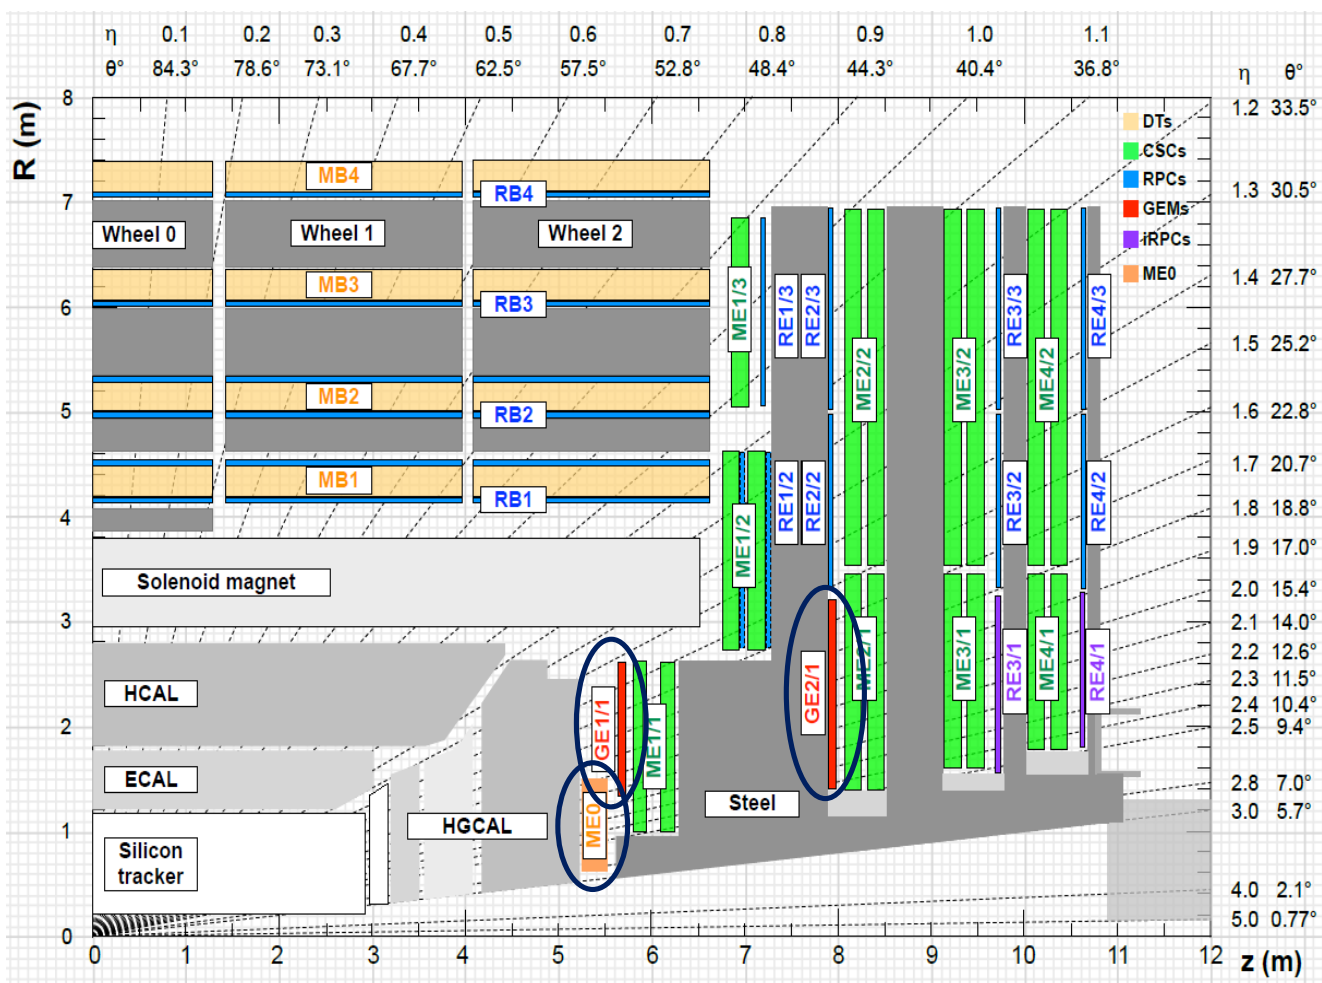 η 0.1 0.2 0.3 0.4 0.5 0.6 0.7 0.8 0.9 1.0 1.1
θ° 84.3° 78.6° 73.1° 67.7° 62.5° 57.5° 52.8° 48.4° 44.3° 40.4° 36.8° η θ°
R (m)
8
7
6
5
4
3
2
1
0
1.2 33.5°
1.3 30.5°
1.4 27.7°
1.5 25.2°
1.6 22.8°
1.7 20.7°
1.8 18.8°
1.9 17.0°
2.0 15.4°
2.1 14.0°
2.2 12.6°
2.3 11.5°
2.4 10.4°
2.5 9.4°
2.8 7.0°
3.0 5.7°
4.0 2.1°
5.0 0.77°
DTs
CSCs
RPCs
GEMs
iRPCs
ME0
MB4
RB4
Wheel 0 Wheel 1 Wheel 2
MB3
RB3
MB2
RB2
MB1
RB1
ME1/3
RE1/3
RE2/3
ME2/2
ME3/2
RE3/3
ME4/2
RE4/3
ME1/2
RE1/2
RE2/2
RE3/2
RE4/2
Solenoid magnet
HCAL
ECAL
Silicon
tracker
HGCAL
GE1/1
ME0
ME1/1
Steel
GE2/1
ME2/1
ME3/1
RE3/1
ME4/1
RE4/1
0 1 2 3 4 5 6 7 8 9 10 11 12
z (m)